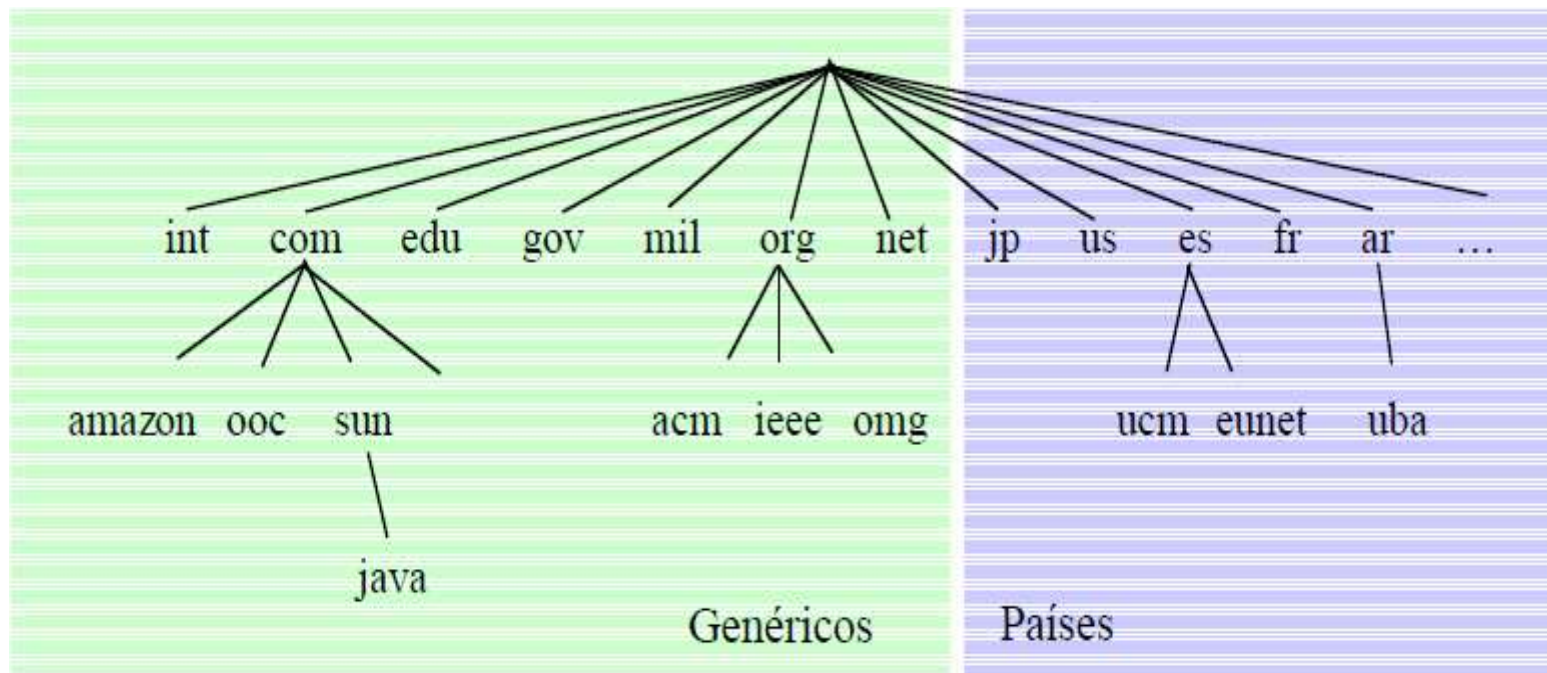 int com edu gov mil org net jp us es fr ar ...
amazon ooc sun acm ieee omg ucm eunet uba
java
Genéricos Países